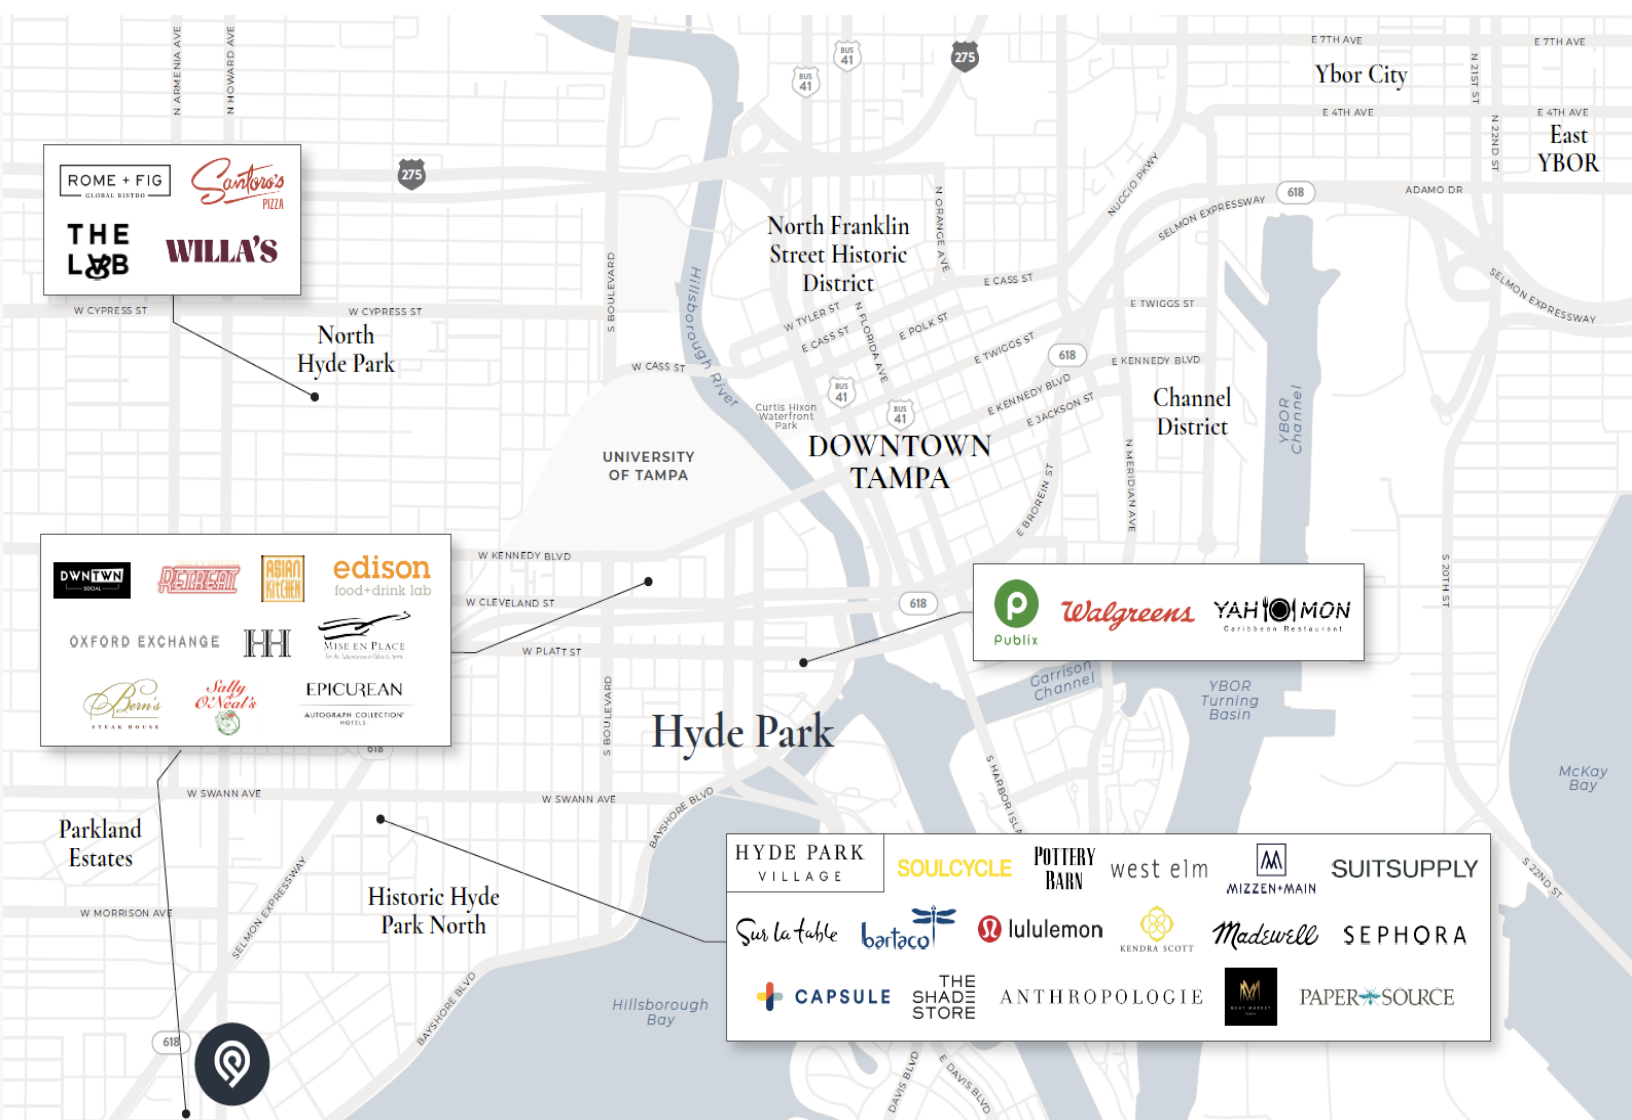 N ARMENIA AVE
N HOWARD AVE
BUS
41
BUS
41
275
E 7TH AVE
E 7TH AVE
Ybor City
N 21ST ST
E 4TH AVE
E 4TH AVE
N 22ND ST
East
YBOR
ROME + FIG
GLOBAL BISTRO
Santoro's
PIZZA
THE
LAB
WILLA'S
275
NUCCIO PKWY
618
ADAMO DR
SELMON EXPRESSWAY
N ORANGE AVE
North Franklin
Street Historic
District
Hillsborough River
S BOULEVARD
E CASS ST
SELMON EXPRESSWAY
W CYPRESS ST
W CYPRESS ST
North
Hyde Park
W TYLER ST
E CASS ST
N FLORIDA AVE
E POLK ST
E TWIGGS ST
E TWIGGS ST
618
E KENNEDY BLVD
W CASS ST
BUS
41
BUS
41
E KENNEDY BLVD
E JACKSON ST
Channel
District
YBOR
Channel
Curtis Hixon
Waterfront
Park
DOWNTOWN
TAMPA
UNIVERSITY
OF TAMPA
E BROREIN ST
N MERIDIAN AVE
W KENNEDY BLVD
S 20TH ST
DWNTWN
SOCIAL
RETREAT
ASIAN
KITCHEN
edison
food+drink lab
OXFORD EXCHANGE
HH
MISE EN PLACE
Bern's
STEAK HOUSE
Sally
O'Neal's
EPICUREAN
AUTOGRAPH COLLECTION
HOTELS
W CLEVELAND ST
618
W PLATT ST
Publix
Walgreens
YAH MON
Caribbean Restaurant
Garrison
Channel
YBOR
Turning
Basin
S BOULEVARD
Hyde Park
618
S HARBOR ISLA
McKay
Bay
W SWANN AVE
W SWANN AVE
BAYSHORE BLVD
Parkland
Estates
SELMON EXPRESSWAY
Historic Hyde
Park North
W MORRISON AVE
HYDE PARK
VILLAGE
SOULCYCLE
POTTERY
BARN
west elm
MIZZEN+MAIN
SUITSUPPLY
Sur la table
bartaco
lululemon
KENDRA SCOTT
Madewell
SEPHORA
CAPSULE
THE
SHADE
STORE
ANTHROPOLOGIE
MEAT MARKET
PAPER SOURCE
S 22ND ST
Hillsborough
Bay
BAYSHORE BLVD
618
DAVIS BLVD
E DAVIS BLVD